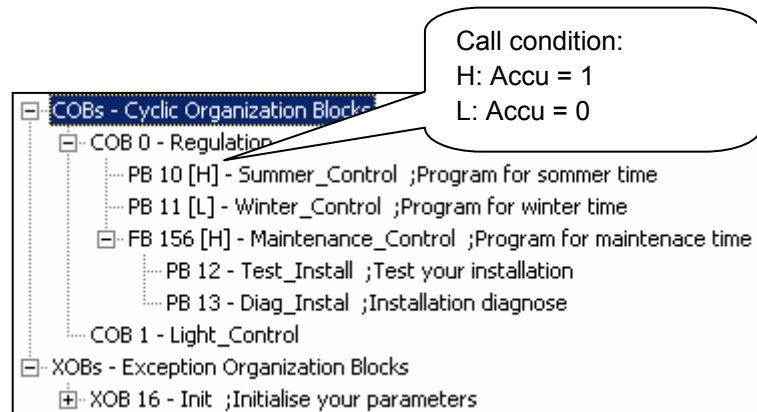 Call condition:
H: Accu = 1
L: Accu = 0
COBs - Cyclic Organization Blocks
COB 0 - Regulation
PB 10 [H] - Summer_Control ;Program for sommer time
PB 11 [L] - Winter_Control ;Program for winter time
FB 156 [H] - Maintenance_Control ;Program for maintenace time
PB 12 - Test_Install ;Test your installation
PB 13 - Diag_Instal ;Installation diagnose
COB 1 - Light_Control
XOBs - Exception Organization Blocks
XOB 16 - Init ;Initialise your parameters